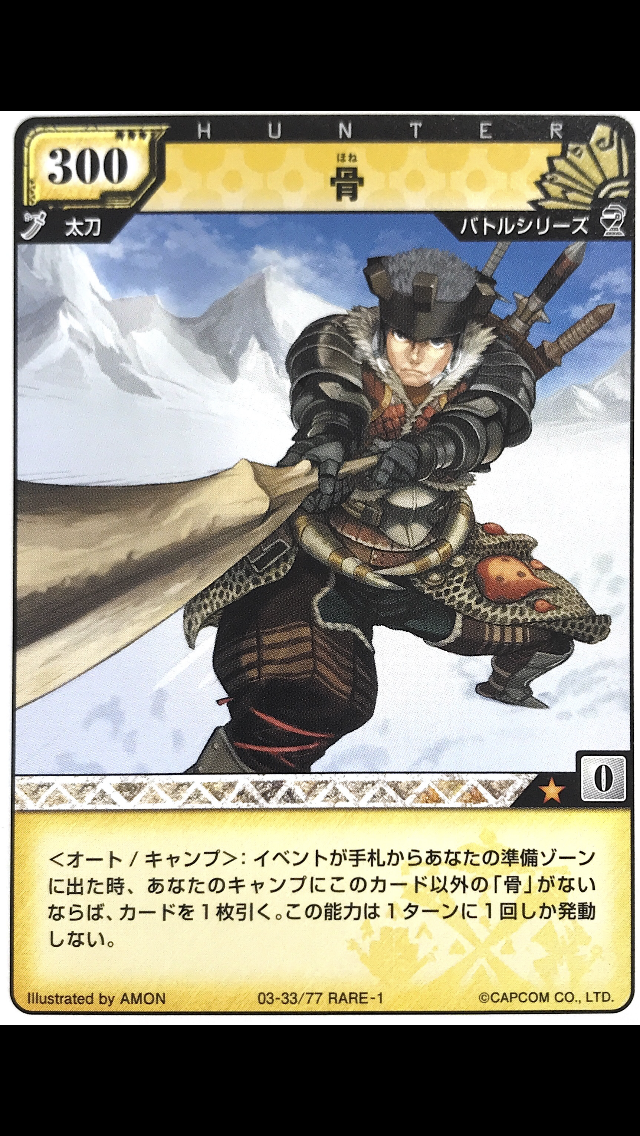 HUNTER
300
ほね
骨
太刀
バトルシリーズ
0
＜オート / キャンプ＞：イベントが手札からあなたの準備ゾーン
に出た時、あなたのキャンプにこのカード以外の「骨」がない
ならば、カードを１枚引く。この能力は１ターンに１回しか発動
しない。
Illustrated by AMON
03-33/77 RARE-1
©CAPCOM CO., LTD.